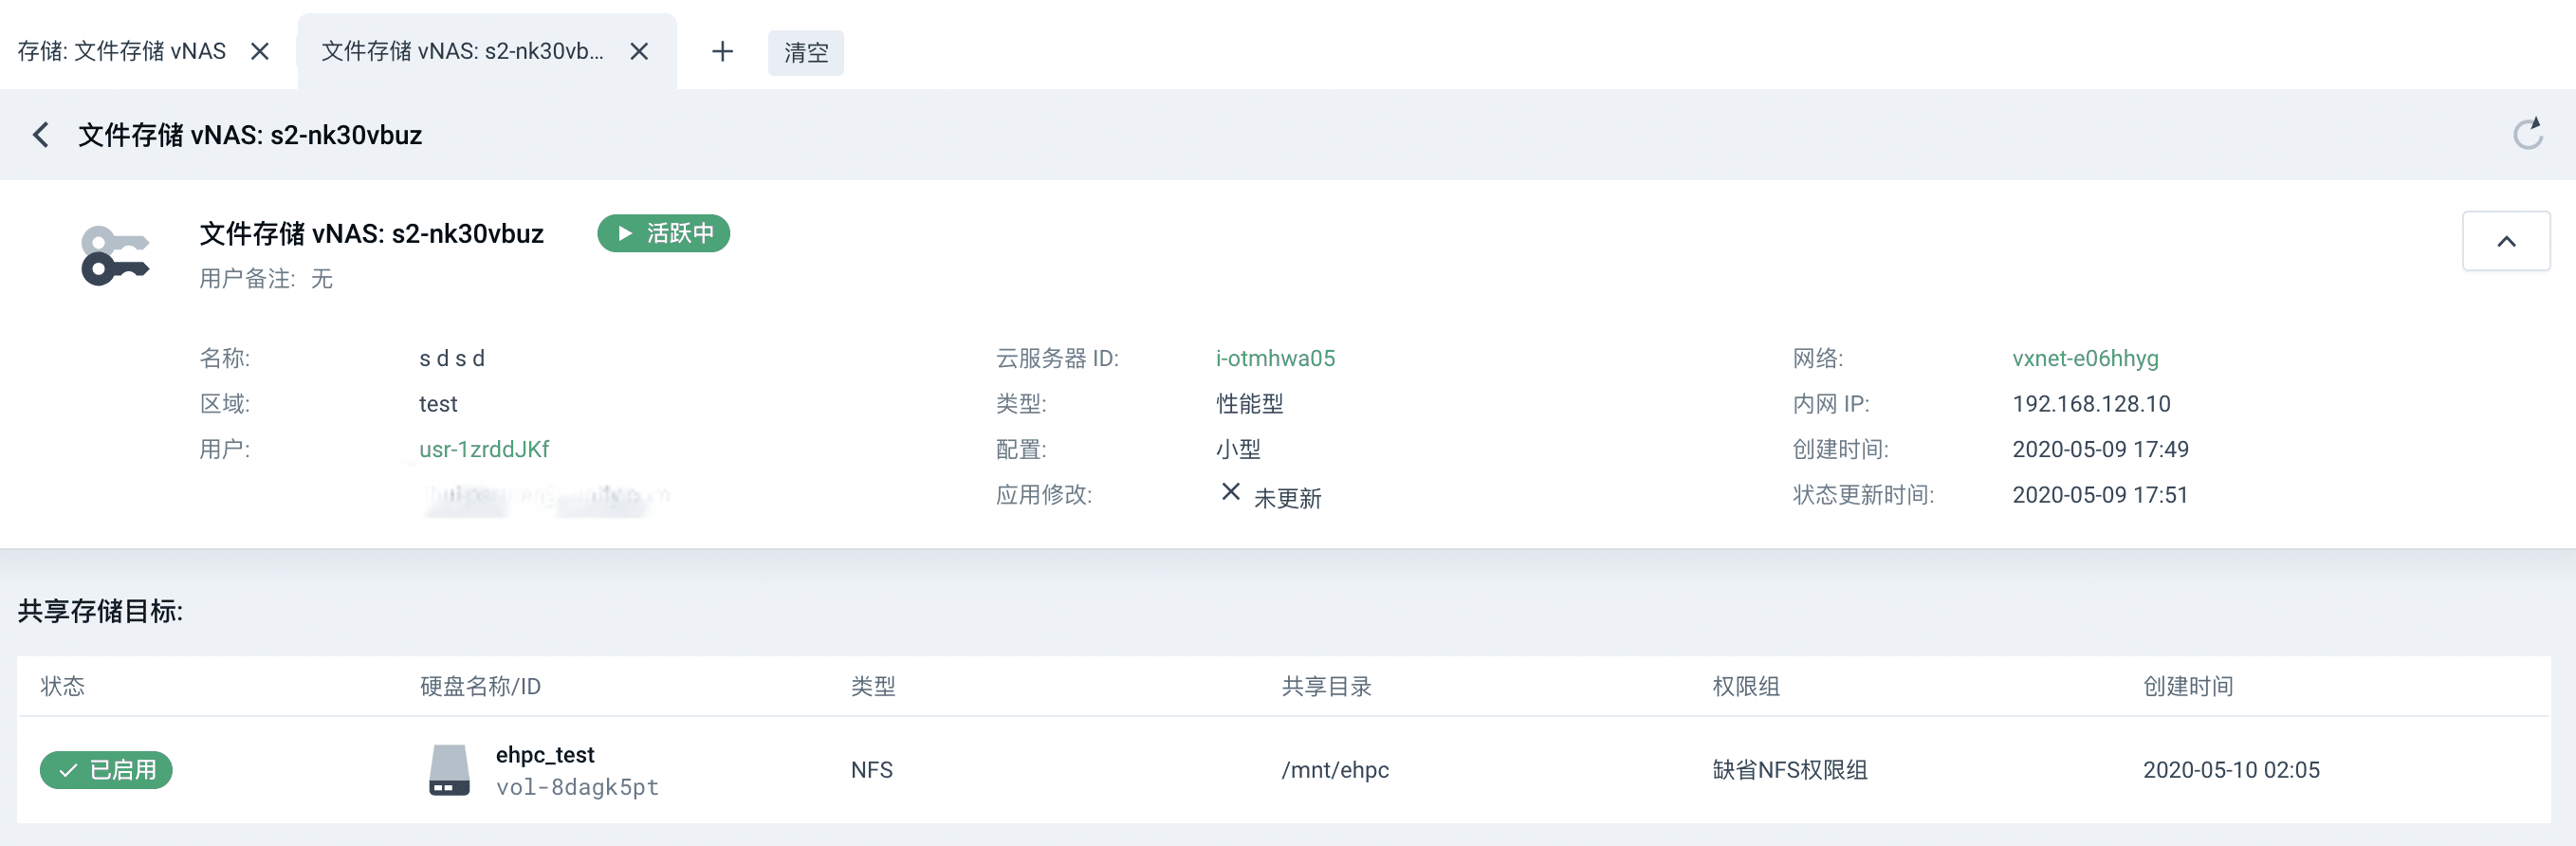 存储: 文件存储 vNAS
文件存储 vNAS: s2-nk30vb...
清空
文件存储 vNAS: s2-nk30vbuz
文件存储 vNAS: s2-nk30vbuz 活跃中
用户备注: 无
名称: s d s d 云服务器 ID: i-otmhwa05 网络: vxnet-e06hhyg
区域: test 类型: 性能型 内网 IP: 192.168.128.10
用户: usr-1zrddJKf 配置: 小型 创建时间: 2020-05-09 17:49
应用修改: 未更新 状态更新时间: 2020-05-09 17:51
共享存储目标:
状态 硬盘名称/ID 类型 共享目录 权限组 创建时间
已启用 ehpc_test NFS /mnt/ehpc 缺省NFS权限组 2020-05-10 02:05
vol-8dagk5pt